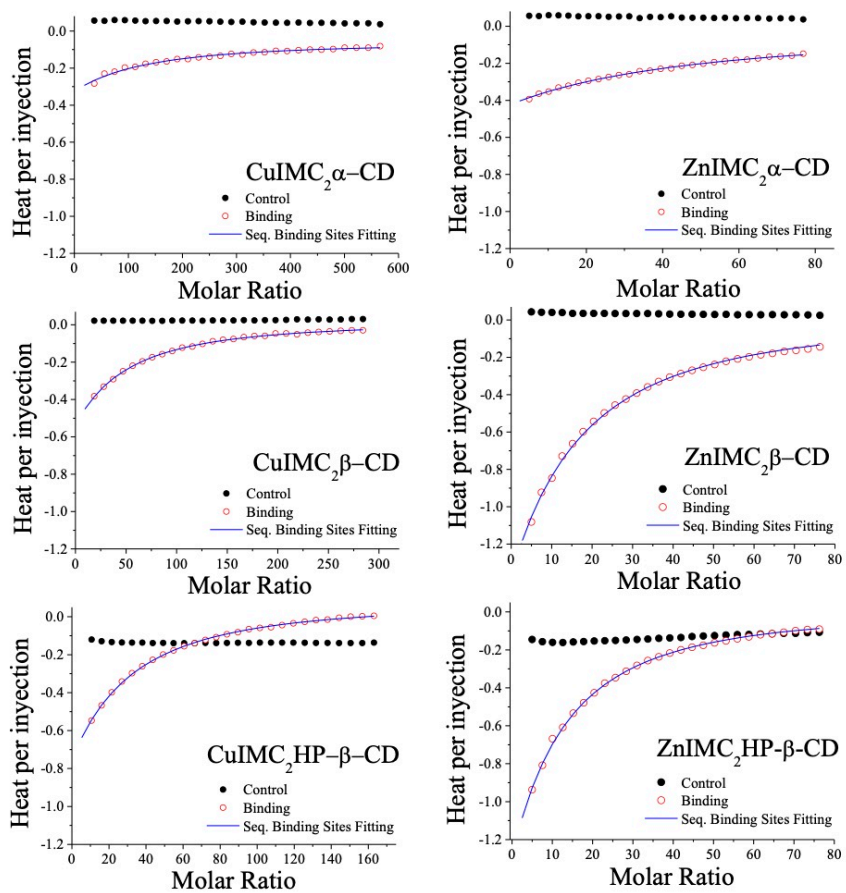 0.0
-0.2
-0.4
-0.6
-0.8
-1.0
-1.2
Heat per inyection
CuIMC₂α–CD
Control
Binding
Seq. Binding Sites Fitting
0 100 200 300 400 500 600
Molar Ratio
0.0
-0.2
-0.4
-0.6
-0.8
-1.0
-1.2
Heat per inyection
ZnIMC₂α–CD
Control
Binding
Seq. Binding Sites Fitting
0 20 40 60 80
Molar Ratio
0.0
-0.2
-0.4
-0.6
-0.8
-1.0
-1.2
Heat per inyection
CuIMC₂β–CD
Control
Binding
Seq. Binding Sites Fitting
0 50 100 150 200 250 300
Molar Ratio
0.0
-0.2
-0.4
-0.6
-0.8
-1.0
-1.2
Heat per inyection
ZnIMC₂β–CD
Control
Binding
Seq. Binding Sites Fitting
0 10 20 30 40 50 60 70 80
Molar Ratio
0.0
-0.2
-0.4
-0.6
-0.8
-1.0
-1.2
Heat per inyection
CuIMC₂HP–β–CD
Control
Binding
Seq. Binding Sites Fitting
0 20 40 60 80 100 120 140 160
Molar Ratio
0.0
-0.2
-0.4
-0.6
-0.8
-1.0
-1.2
Heat per inyection
ZnIMC₂HP-β-CD
Control
Binding
Seq. Binding Sites Fitting
0 10 20 30 40 50 60 70 80
Molar Ratio